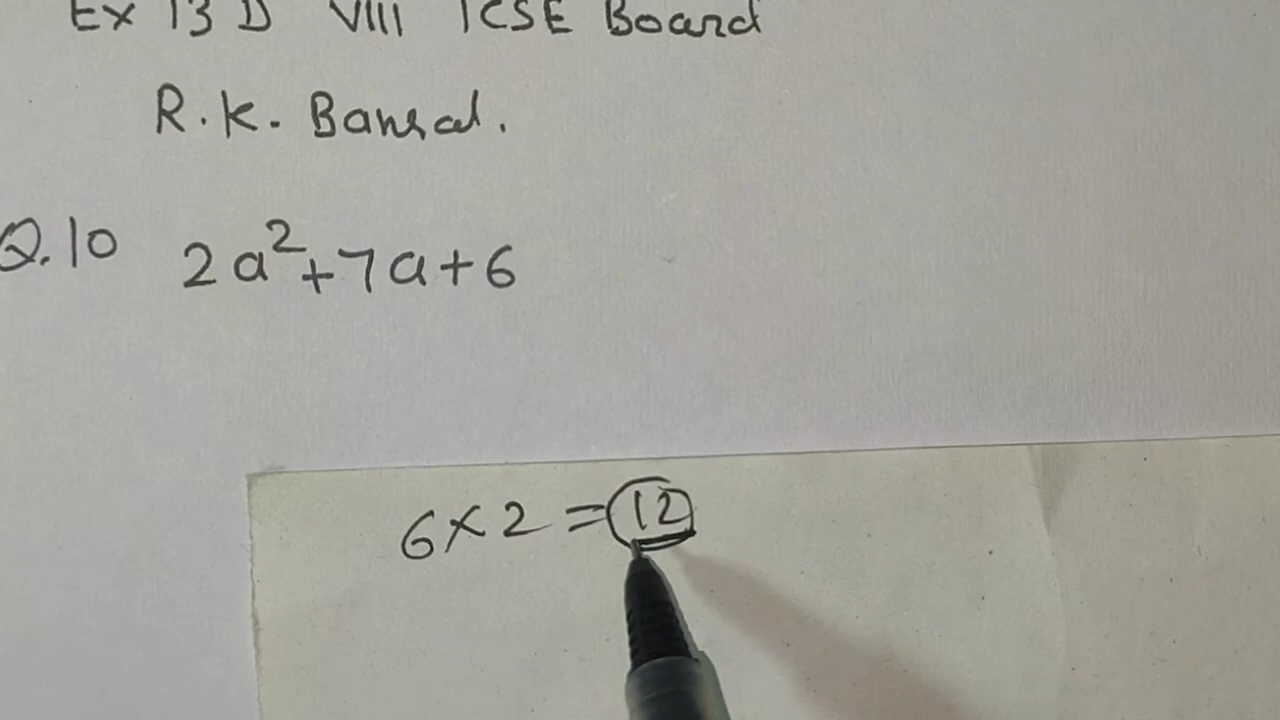 Ex 13 D VIII ICSE Board
R.K. Bansal.
Q.10 2a²+7a+6
6×2=12